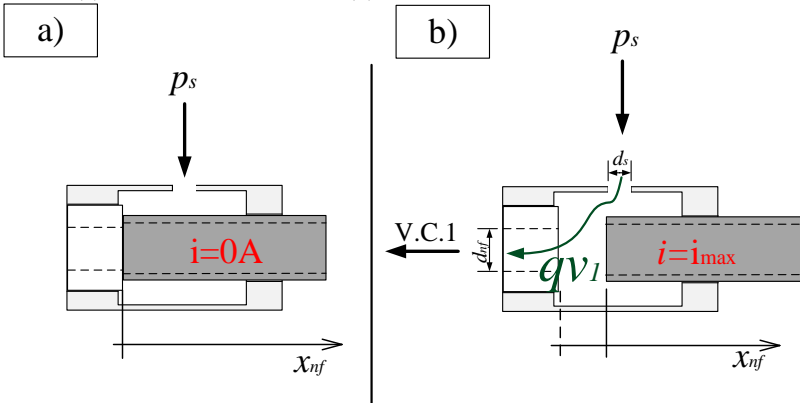 a)
pₛ
i=0A
xnf
b)
pₛ
dₛ
V.C.1
dnf
qv₁
i=imax
xnf